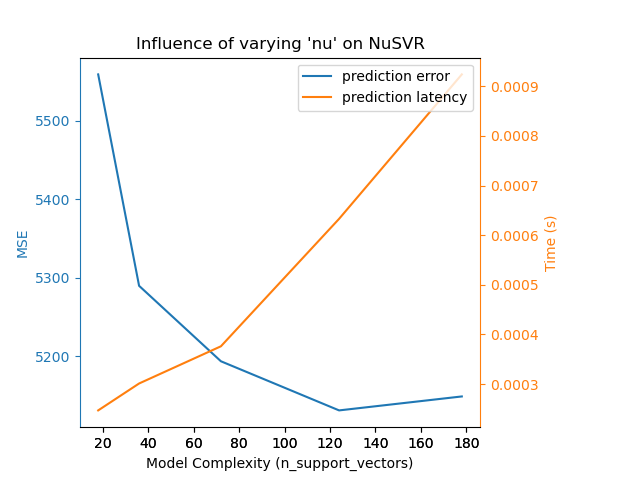 Influence of varying 'nu' on NuSVR
prediction error
prediction latency
MSE
5500
5400
5300
5200
0.0009
0.0008
0.0007
0.0006
0.0005
0.0004
0.0003
Time (s)
20 40 60 80 100 120 140 160 180
Model Complexity (n_support_vectors)